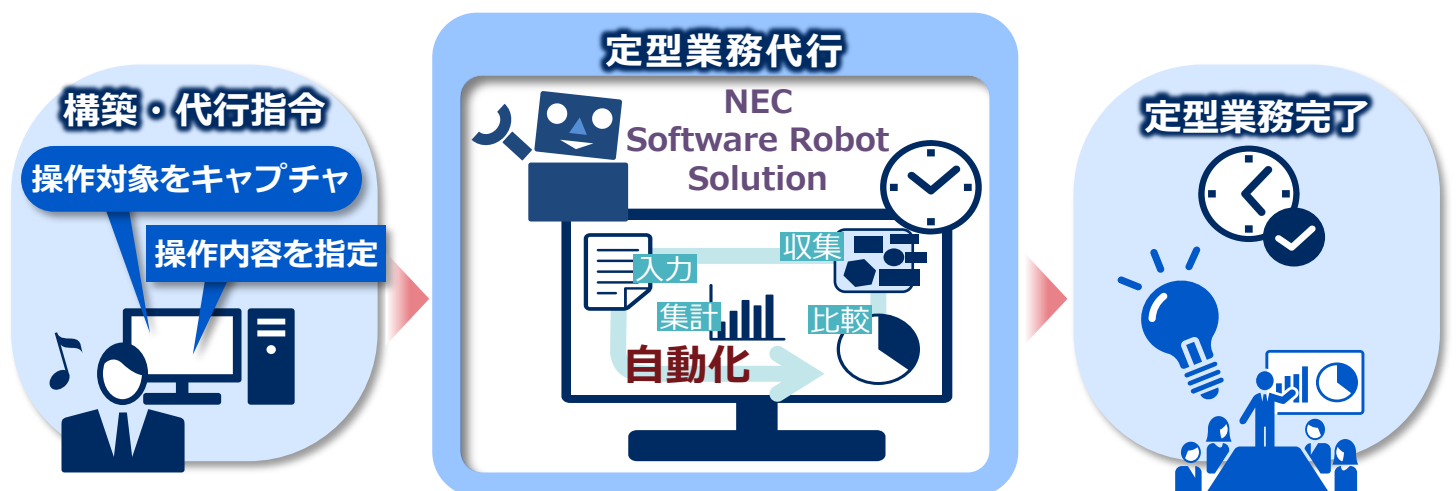 構築・代行指令
操作対象をキャプチャ
操作内容を指定
定型業務代行
NEC
Software Robot
Solution
入力
収集
集計
比較
自動化
定型業務完了